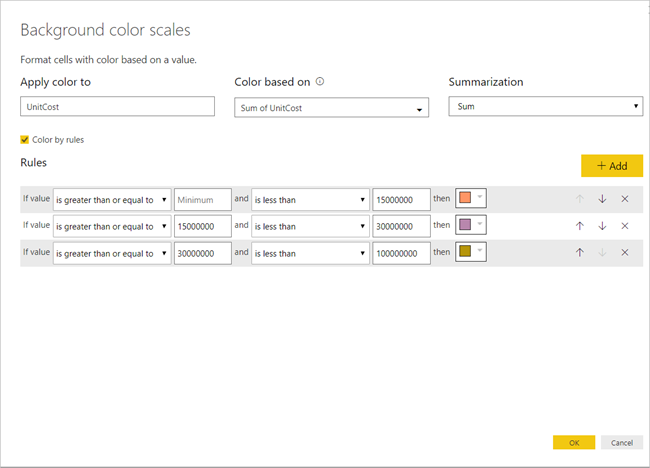 Background color scales
Format cells with color based on a value.
Apply color to Color based on Summarization
UnitCost Sum of UnitCost Sum
Color by rules
Rules + Add
If value is greater than or equal to Minimum and is less than 15000000 then
If value is greater than or equal to 15000000 and is less than 30000000 then
If value is greater than or equal to 30000000 and is less than 100000000 then
OK Cancel